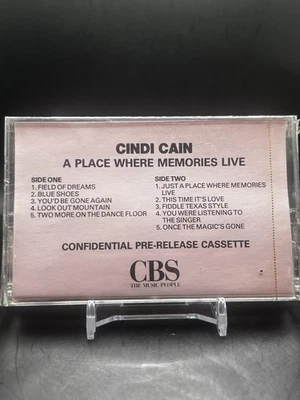 CINDI CAIN
A PLACE WHERE MEMORIES LIVE
SIDE ONE
1. FIELD OF DREAMS
2. BLUE SHOES
3. YOU'D BE GONE AGAIN
4. LOOK OUT MOUNTAIN
5. TWO MORE ON THE DANCE FLOOR
SIDE TWO
1. JUST A PLACE WHERE MEMORIES
LIVE
2. THIS TIME IT'S LOVE
3. FIDDLE TEXAS STYLE
4. YOU WERE LISTENING TO
THE SINGER
5. ONCE THE MAGIC'S GONE
CONFIDENTIAL PRE-RELEASE CASSETTE
CBS
THE MUSIC PEOPLE